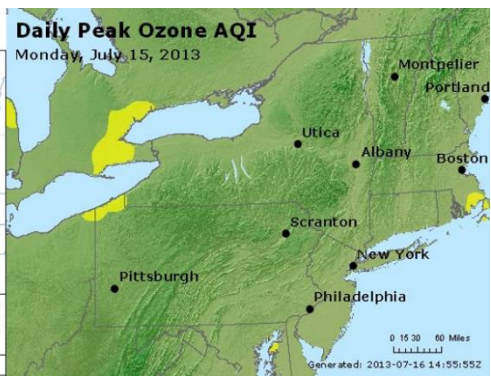 Daily Peak Ozone AQI
Monday, July 15, 2013
Montpelier
Portland
Utica
Albany
Boston
Scranton
New York
Pittsburgh
Philadelphia
0 15 30 60 Miles
Generated: 2013-07-16 14:55:55Z